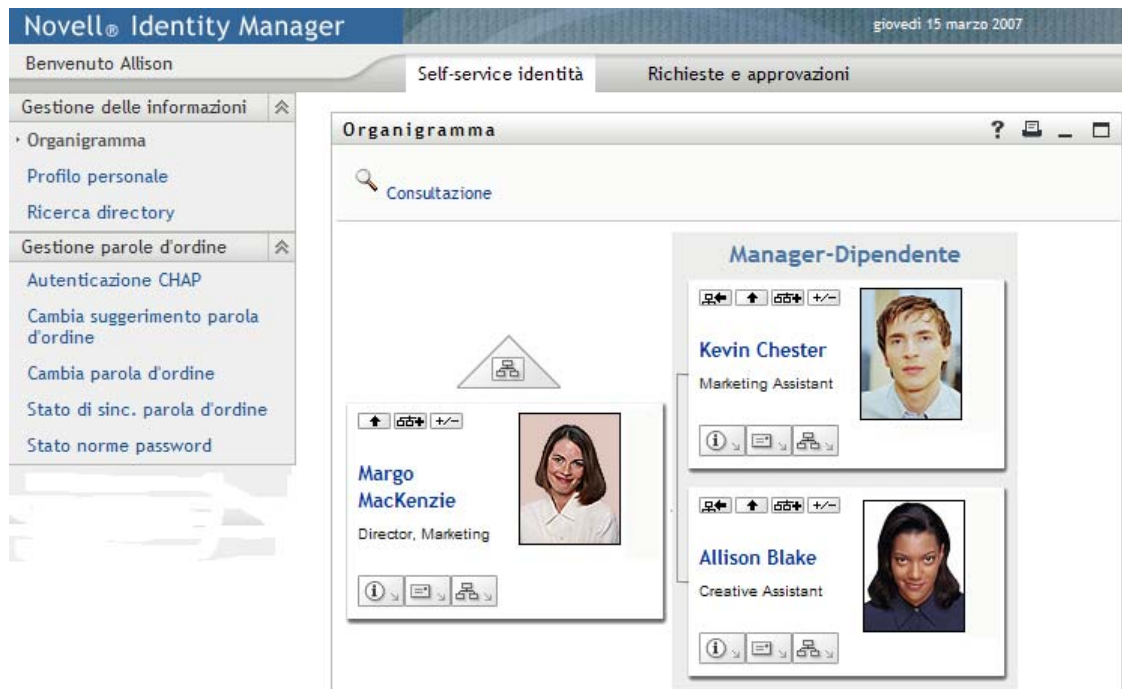 Novell® Identity Manager
giovedì 15 marzo 2007
Benvenuto Allison
Self-service identità
Richieste e approvazioni
Gestione delle informazioni
Organigramma
Profilo personale
Ricerca directory
Gestione parole d'ordine
Autenticazione CHAP
Cambia suggerimento parola
d'ordine
Cambia parola d'ordine
Stato di sinc. parola d'ordine
Stato norme password
Organigramma
?
Consultazione
Manager-Dipendente
+/-
Kevin Chester
Marketing Assistant
+/-
Margo
MacKenzie
Director, Marketing
+/-
Allison Blake
Creative Assistant